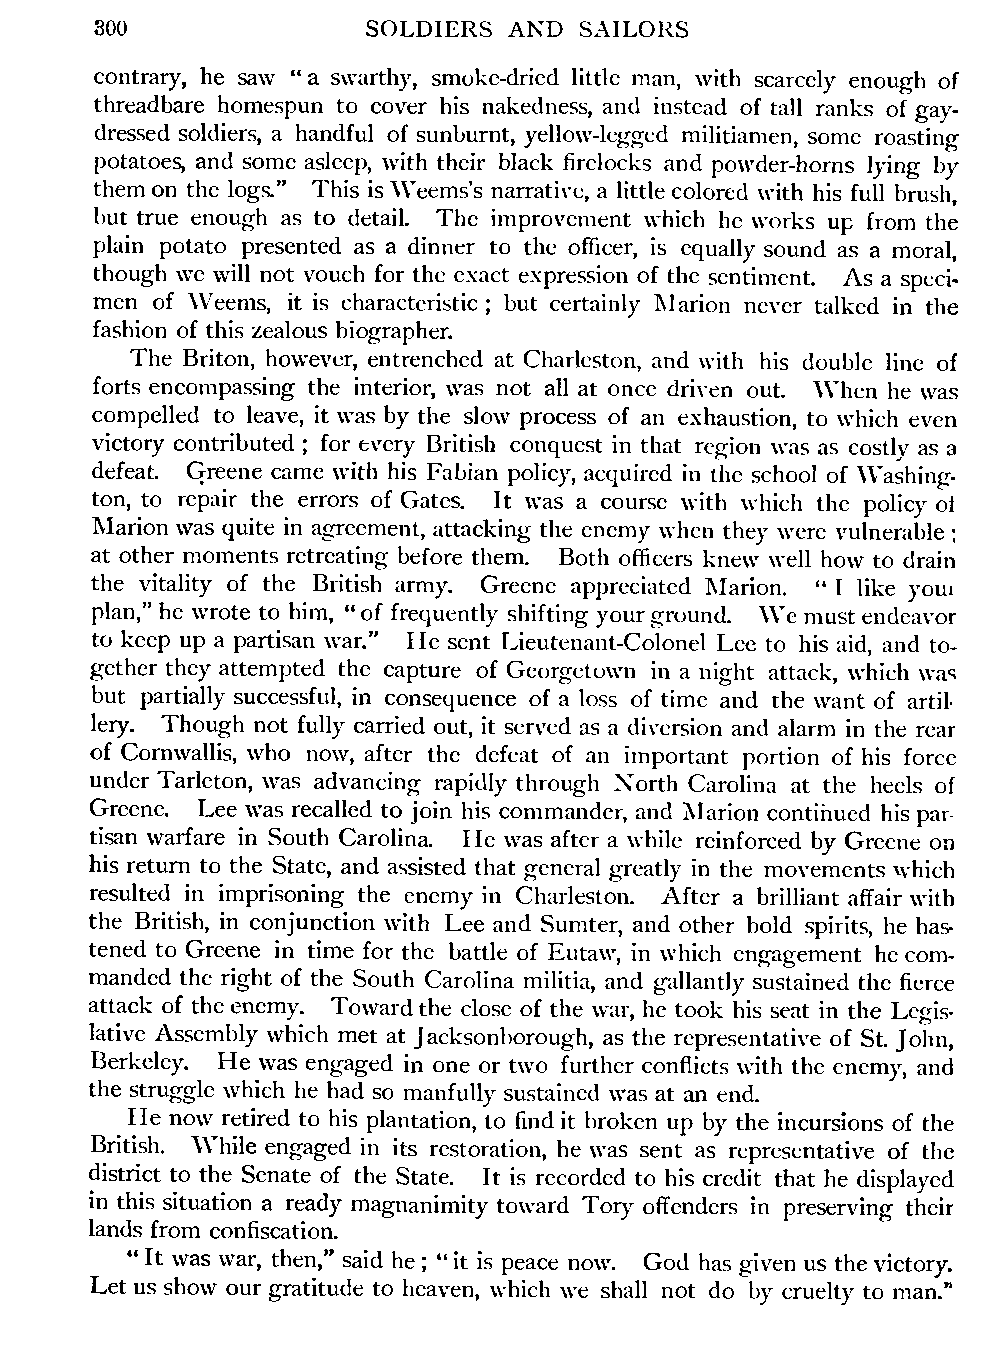 300 SOLDIERS AND SAILORS
contrary, he saw “a swarthy, smoke-dried little man, with scarcely enough of
threadbare homespun to cover his nakedness, and instead of tall ranks of gay-
dressed soldiers, a handful of sunburnt, yellow-legged militiamen, some roasting
potatoes, and some asleep, with their black firelocks and powder-horns lying by
them on the logs.” This is Weems's narrative, a little colored with his full brush,
but true enough as to detail. The improvement which he works up from the
plain potato presented as a dinner to the officer, is equally sound as a moral,
though we will not vouch for the exact expression of the sentiment. As a speci-
men of Weems, it is characteristic; but certainly Marion never talked in the
fashion of this zealous biographer.
The Briton, however, entrenched at Charleston, and with his double line of
forts encompassing the interior, was not all at once driven out. When he was
compelled to leave, it was by the slow process of an exhaustion, to which even
victory contributed; for every British conquest in that region was as costly as a
defeat. Greene came with his Fabian policy, acquired in the school of Washing-
ton, to repair the errors of Gates. It was a course with which the policy of
Marion was quite in agreement, attacking the enemy when they were vulnerable;
at other moments retreating before them. Both officers knew well how to drain
the vitality of the British army. Greene appreciated Marion. “I like your
plan,” he wrote to him, “of frequently shifting your ground. We must endeavor
to keep up a partisan war.” He sent Lieutenant-Colonel Lee to his aid, and to-
gether they attempted the capture of Georgetown in a night attack, which was
but partially successful, in consequence of a loss of time and the want of artil-
lery. Though not fully carried out, it served as a diversion and alarm in the rear
of Cornwallis, who now, after the defeat of an important portion of his force
under Tarleton, was advancing rapidly through North Carolina at the heels of
Greene. Lee was recalled to join his commander, and Marion continued his par-
tisan warfare in South Carolina. He was after a while reinforced by Greene on
his return to the State, and assisted that general greatly in the movements which
resulted in imprisoning the enemy in Charleston. After a brilliant affair with
the British, in conjunction with Lee and Sumter, and other bold spirits, he has-
tened to Greene in time for the battle of Eutaw, in which engagement he com-
manded the right of the South Carolina militia, and gallantly sustained the fierce
attack of the enemy. Toward the close of the war, he took his seat in the Legis-
lative Assembly which met at Jacksonborough, as the representative of St. John,
Berkeley. He was engaged in one or two further conflicts with the enemy, and
the struggle which he had so manfully sustained was at an end.
He now retired to his plantation, to find it broken up by the incursions of the
British. While engaged in its restoration, he was sent as representative of the
district to the Senate of the State. It is recorded to his credit that he displayed
in this situation a ready magnanimity toward Tory offenders in preserving their
lands from confiscation.
“It was war, then,” said he; “it is peace now. God has given us the victory.
Let us show our gratitude to heaven, which we shall not do by cruelty to man.”